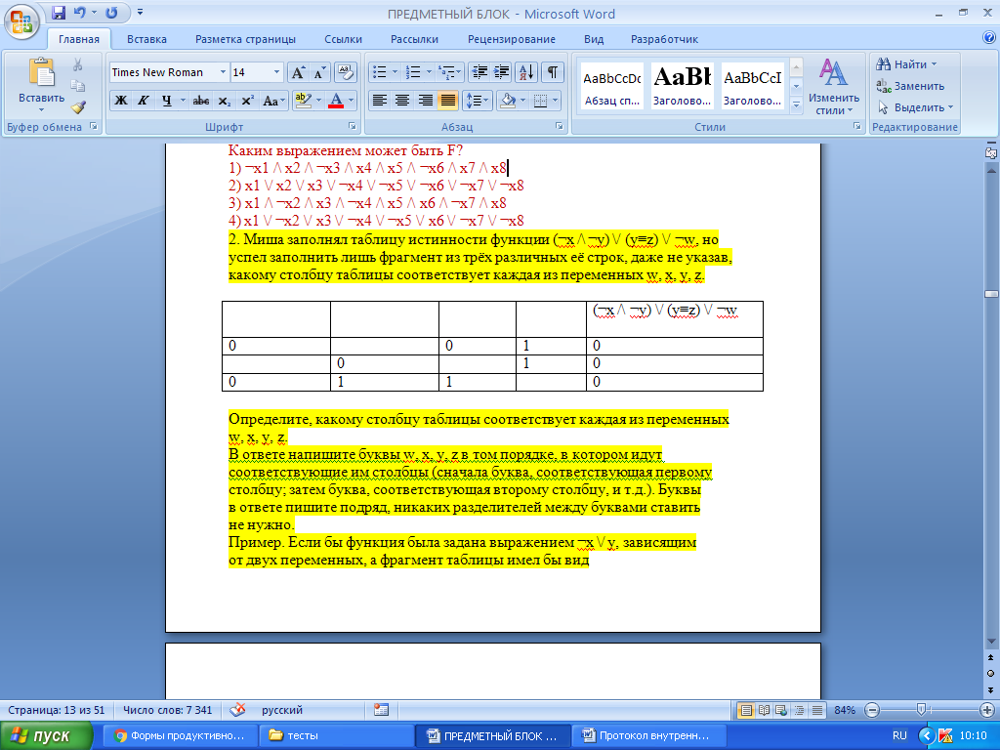 ПРЕДМЕТНЫЙ БЛОК - Microsoft Word
Главная Вставка Разметка страницы Ссылки Рассылки Рецензирование Вид Разработчик
Вставить
Буфер обмена
Times New Roman 14
Ж К Ч abc x₂ x² Aa
Шрифт
Абзац
AaBbCcDc AaBb AaBbCcI
Абзац сп... Заголово... Заголово...
Изменить стили
Стили
Найти
Заменить
Выделить
Редактирование
Каким выражением может быть F?
1) ¬x1 /\ x2 /\ ¬x3 /\ x4 /\ x5 /\ ¬x6 /\ x7 /\ x8
2) x1 \/ x2 \/ x3 \/ ¬x4 \/ ¬x5 \/ ¬x6 \/ ¬x7 \/ ¬x8
3) x1 /\ ¬x2 /\ x3 /\ ¬x4 /\ x5 /\ x6 /\ ¬x7 /\ x8
4) x1 \/ ¬x2 \/ x3 \/ ¬x4 \/ ¬x5 \/ x6 \/ ¬x7 \/ ¬x8
2. Миша заполнял таблицу истинности функции (¬x /\ ¬y) \/ (y≡z) \/ ¬w, но
успел заполнить лишь фрагмент из трёх различных её строк, даже не указав,
какому столбцу таблицы соответствует каждая из переменных w, x, y, z.
(¬x /\ ¬y) \/ (y≡z) \/ ¬w
0 0 1 0
0 1 0
0 1 1 0
Определите, какому столбцу таблицы соответствует каждая из переменных
w, x, y, z.
В ответе напишите буквы w, x, y, z в том порядке, в котором идут
соответствующие им столбцы (сначала буква, соответствующая первому
столбцу; затем буква, соответствующая второму столбцу, и т.д.). Буквы
в ответе пишите подряд, никаких разделителей между буквами ставить
не нужно.
Пример. Если бы функция была задана выражением ¬x \/ y, зависящим
от двух переменных, а фрагмент таблицы имел бы вид
Страница: 13 из 51 Число слов: 7 341 русский 84%
пуск Формы продуктивно... тесты ПРЕДМЕТНЫЙ БЛОК ... Протокол внутренн... RU 10:10